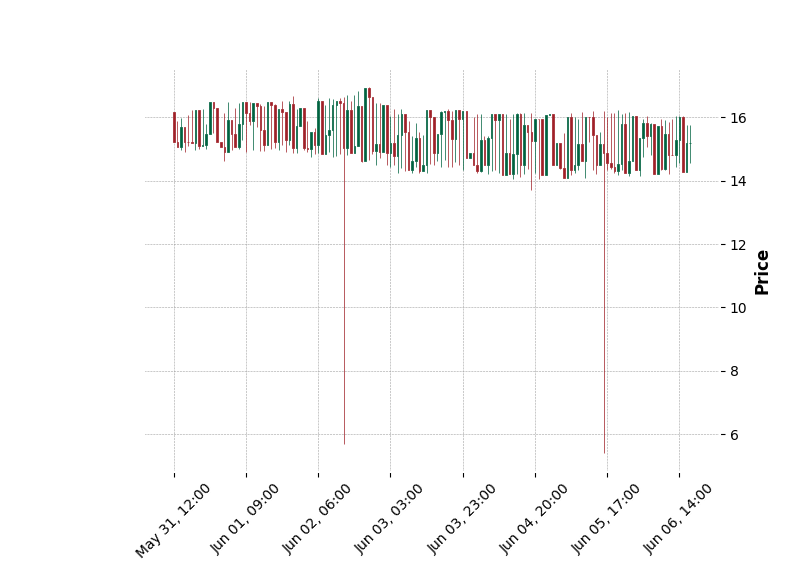 16
14
12
10
8
6
Price
May 31, 12:00
Jun 01, 09:00
Jun 02, 06:00
Jun 03, 03:00
Jun 03, 23:00
Jun 04, 20:00
Jun 05, 17:00
Jun 06, 14:00